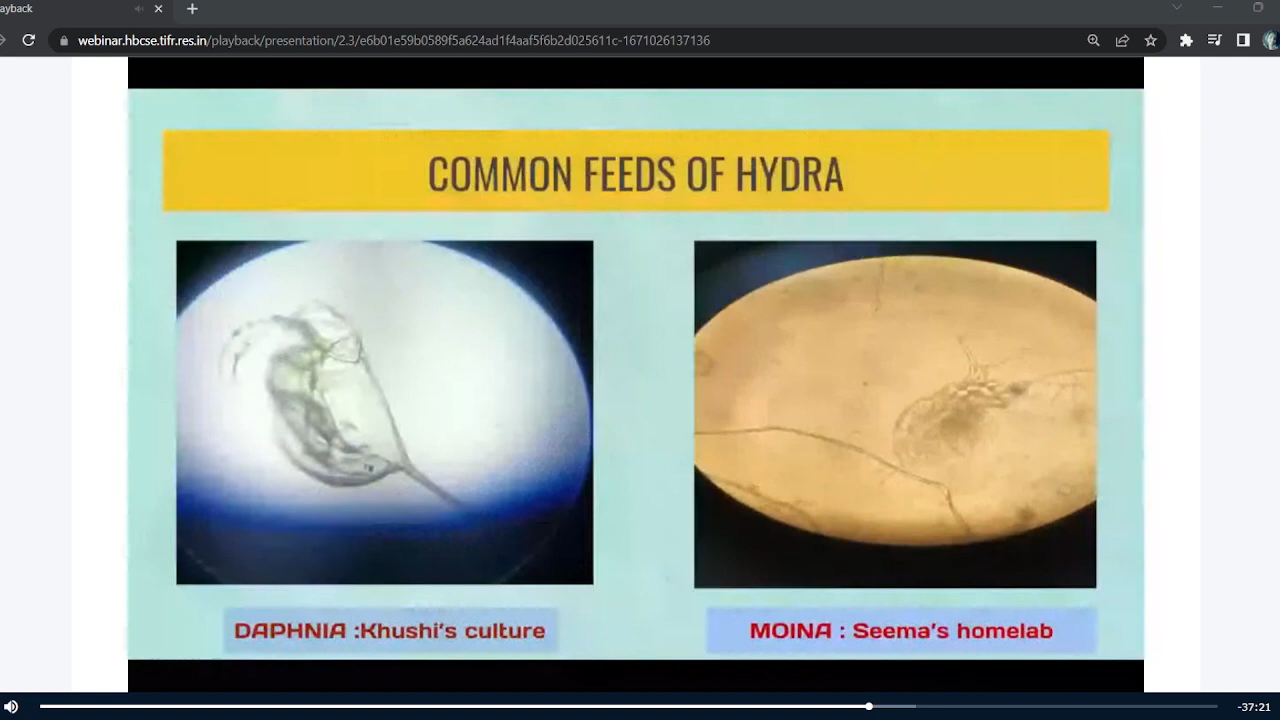 ayback
webinar.hbcse.tifr.res.in/playback/presentation/2.3/e6b01e59b0589f5a624ad1f4aaf5f6b2d025611c-1671026137136
COMMON FEEDS OF HYDRA
DAPHNIA :Khushi's culture
MOINA : Seema's homelab
-37:21